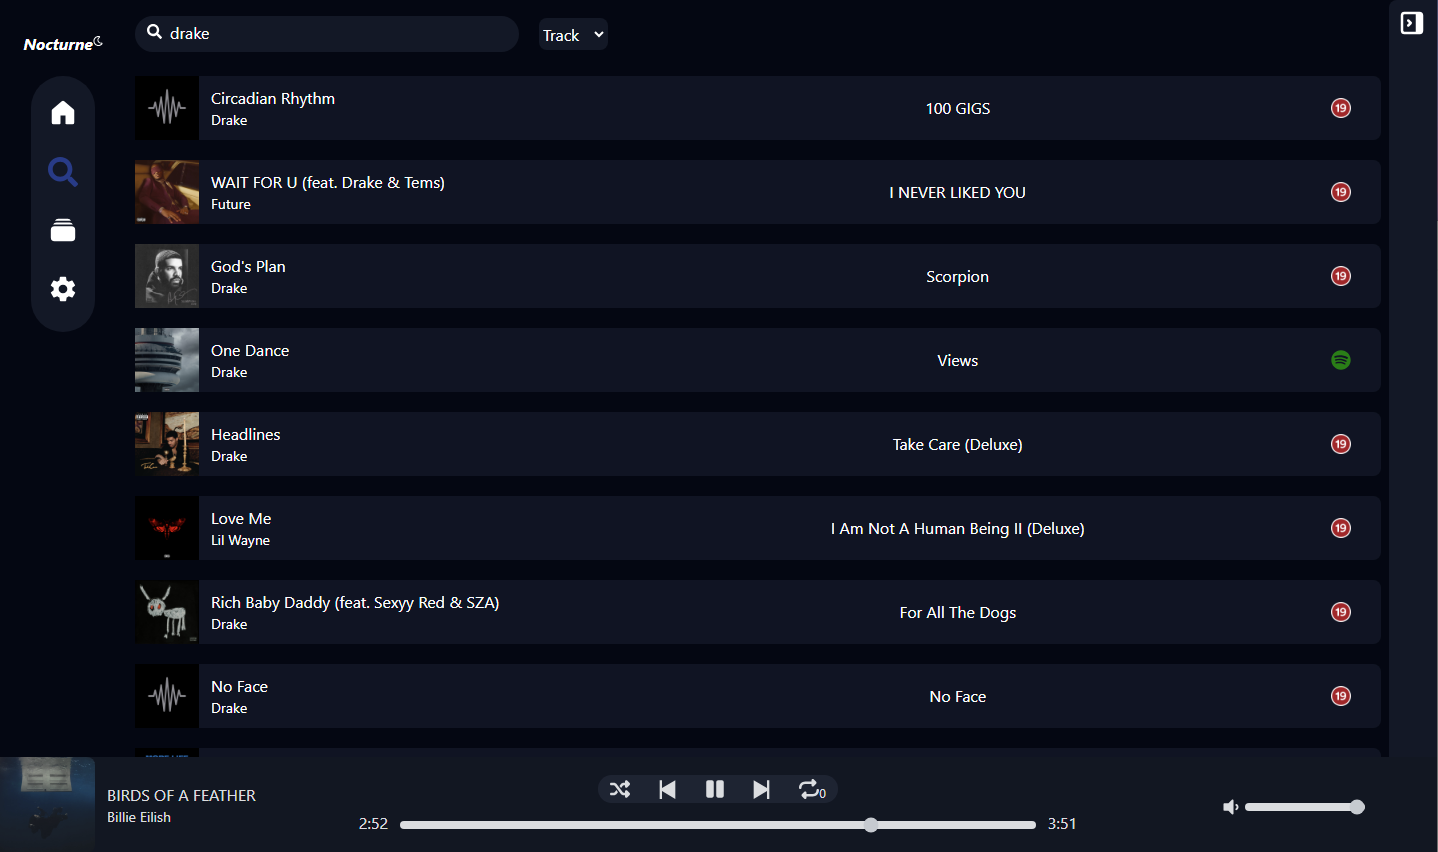 Nocturne
drake
Track
Circadian Rhythm
Drake
100 GIGS
19
WAIT FOR U (feat. Drake & Tems)
Future
I NEVER LIKED YOU
19
God's Plan
Drake
Scorpion
19
One Dance
Drake
Views
Headlines
Drake
Take Care (Deluxe)
19
Love Me
Lil Wayne
I Am Not A Human Being II (Deluxe)
19
Rich Baby Daddy (feat. Sexyy Red & SZA)
Drake
For All The Dogs
19
No Face
Drake
No Face
19
BIRDS OF A FEATHER
Billie Eilish
0
2:52
3:51